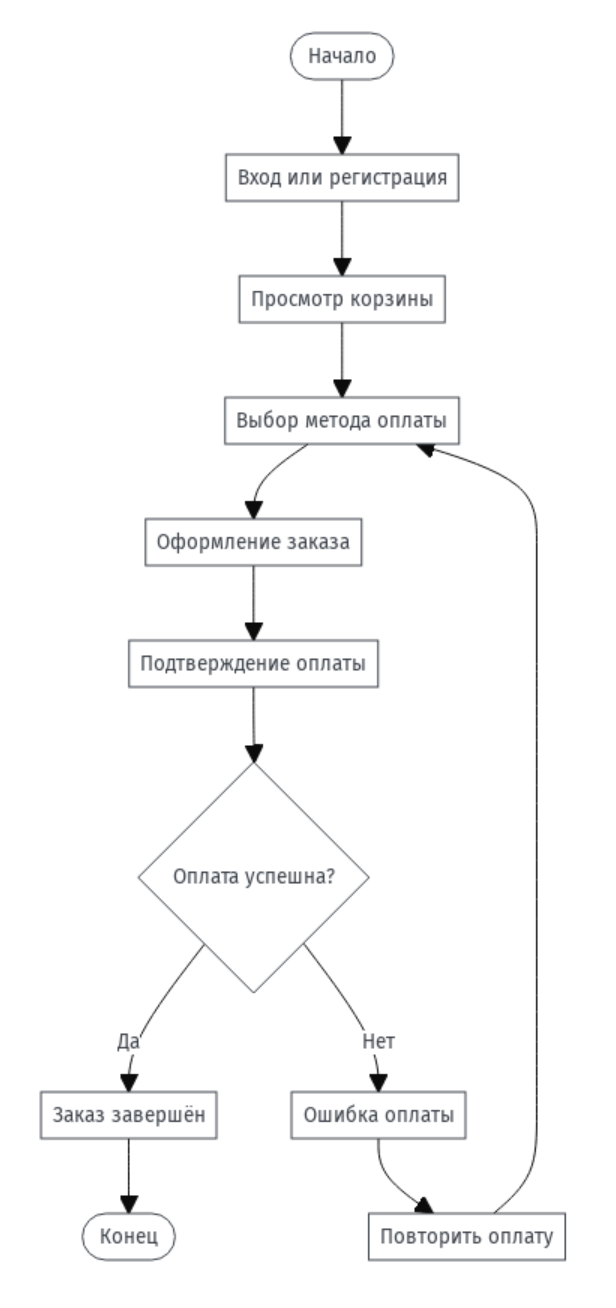 Начало
Вход или регистрация
Просмотр корзины
Выбор метода оплаты
Оформление заказа
Подтверждение оплаты
Оплата успешна?
Да
Нет
Заказ завершён
Ошибка оплаты
Конец
Повторить оплату